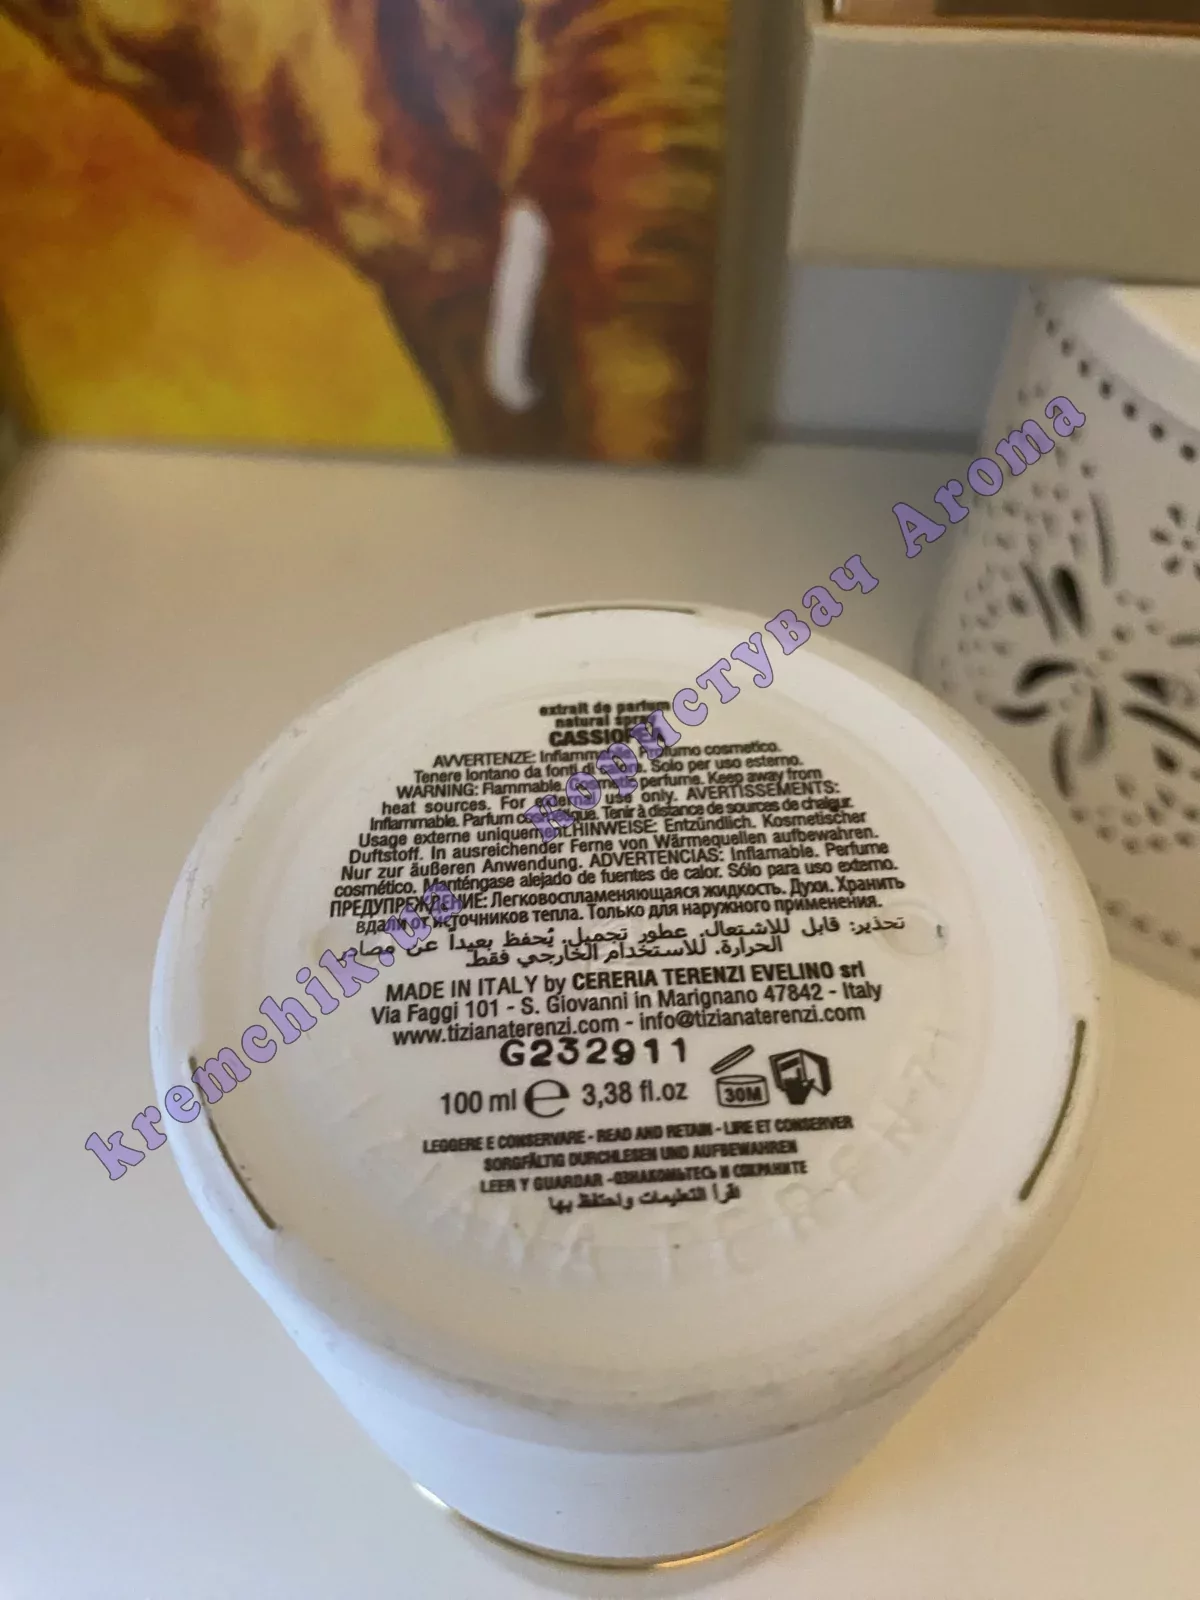 extrait de parfum
natural spray
CASSIOPEA
AVVERTENZE: Infiammabile. Profumo cosmetico.
Tenere lontano da fonti di calore. Solo per uso esterno.
WARNING: Flammable. Cosmetic perfume. Keep away from
heat sources. For external use only. AVERTISSEMENTS:
Inflammable. Parfum cosmétique. Tenir à distance de sources de chalgur.
Usage externe uniquement.HINWEISE: Entzündlich. Kosmetischer
Duftstoff. In ausreichender Ferne von Wärmequellen aufbewahren.
Nur zur äußeren Anwendung. ADVERTENCIAS: Inflamable. Perfume
cosmético. Manténgase alejado de fuentes de calor. Sólo para uso externo.
ПРЕДУПРЕЖДЕНИЕ: Легковоспламеняющаяся жидкость. Духи. Хранить
вдали от источников тепла. Только для наружного применения.
تحذير: قابل للاشتعال. عطور تجميل. يُحفظ بعيداً عن مصادر
الحرارة. للاستخدام الخارجي فقط.
MADE IN ITALY by CERERIA TERENZI EVELINO srl
Via Faggi 101 - S. Giovanni in Marignano 47842 - Italy
www.tizianaterenzi.com - info@tizianaterenzi.com
G232911
100 ml e 3,38 fl.oz
30M
LEGGERE E CONSERVARE - READ AND RETAIN - LIRE ET CONSERVER
SORGFÄLTIG DURCHLESEN UND AUFBEWAHREN
LEER Y GUARDAR -ОЗНАКОМЬТЕСЬ И СОХРАНИТЕ
اقرأ التعليمات واحتفظ بها
kremchik.ua Користувач Aroma